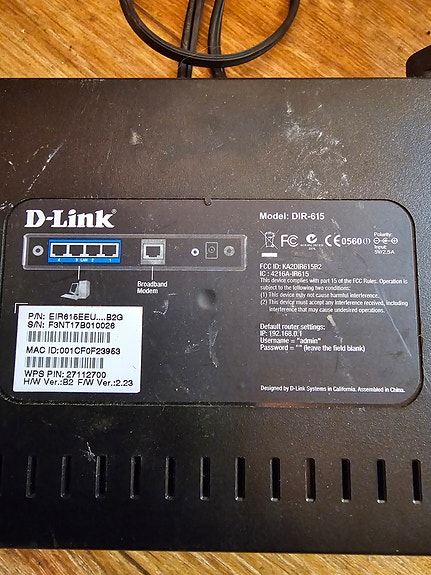 D-Link
Model: DIR-615
4 3 LAN 2 1
Broadband
Modem
FC CE0560
Polarity:
Input:
5V/2.5A
FCC ID: KA2DIR615B2
IC : 4216A-IR615
This device complies with part 15 of the FCC Rules. Operation is
subject to the following two conditions:
(1) This device may not cause harmful interference.
(2) This device must accept any interference received, including
interference that may cause undesired operation.
P/N: EIR615EEU....B2G
S/N: F3NT17B010026
MAC ID:001CF0F23953
WPS PIN: 27112700
H/W Ver.:B2 F/W Ver.:2.23
Default router settings:
IP: 192.168.0.1
Username = "admin"
Password = "" (leave the field blank)
Designed by D-Link Systems in California. Assembled in China.